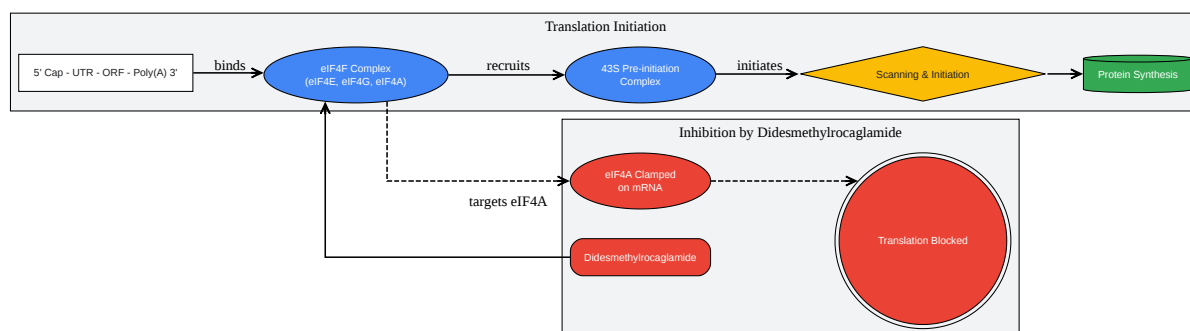 Translation Initiation
5' Cap - UTR - ORF - Poly(A) 3'
binds
eIF4F Complex
(eIF4E, eIF4G, eIF4A)
recruits
43S Pre-initiation
Complex
initiates
Scanning & Initiation
Protein Synthesis
Inhibition by Didesmethylrocaglamide
eIF4A Clamped
on mRNA
targets eIF4A
Translation Blocked
Didesmethylrocaglamide